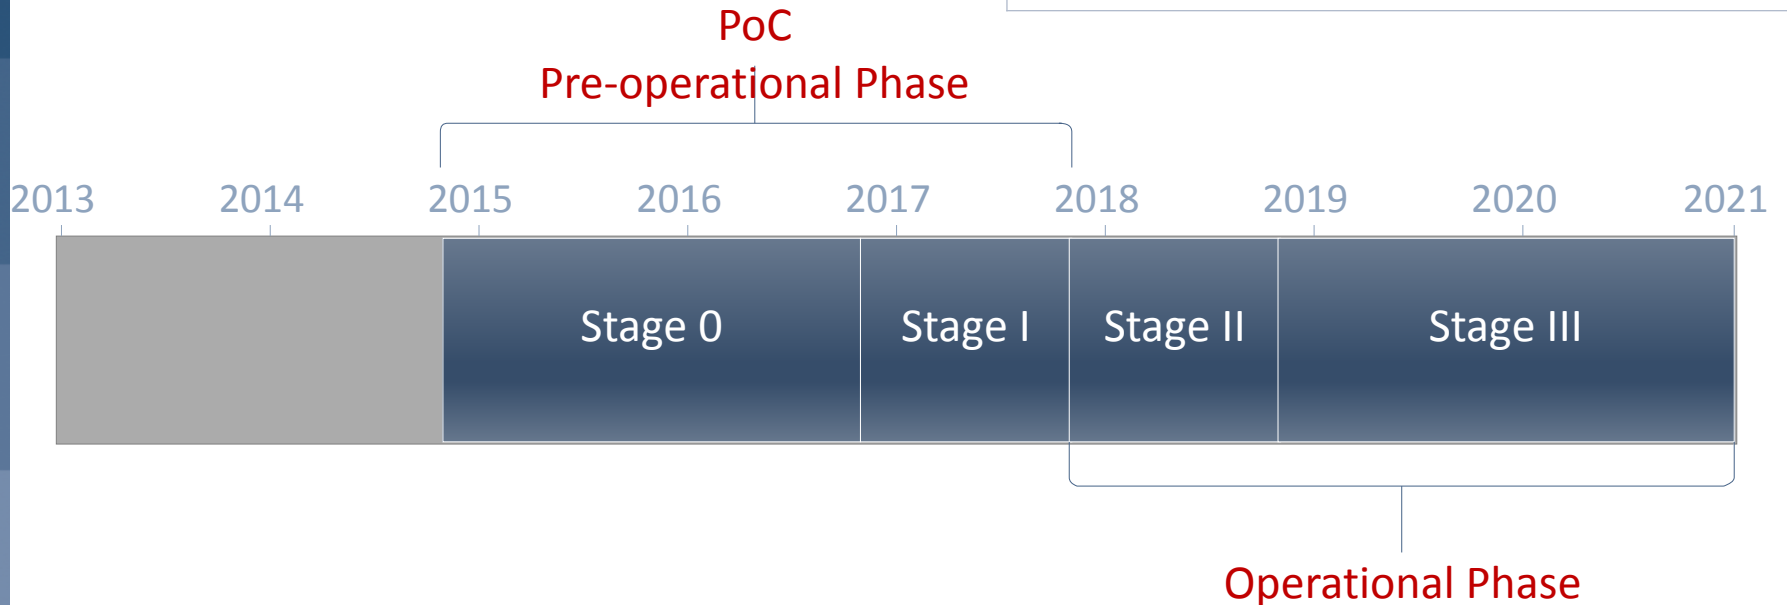 PoC
Pre-operational Phase
2013 2014 2015 2016 2017 2018 2019 2020 2021
Stage 0 Stage I Stage II Stage III
Operational Phase